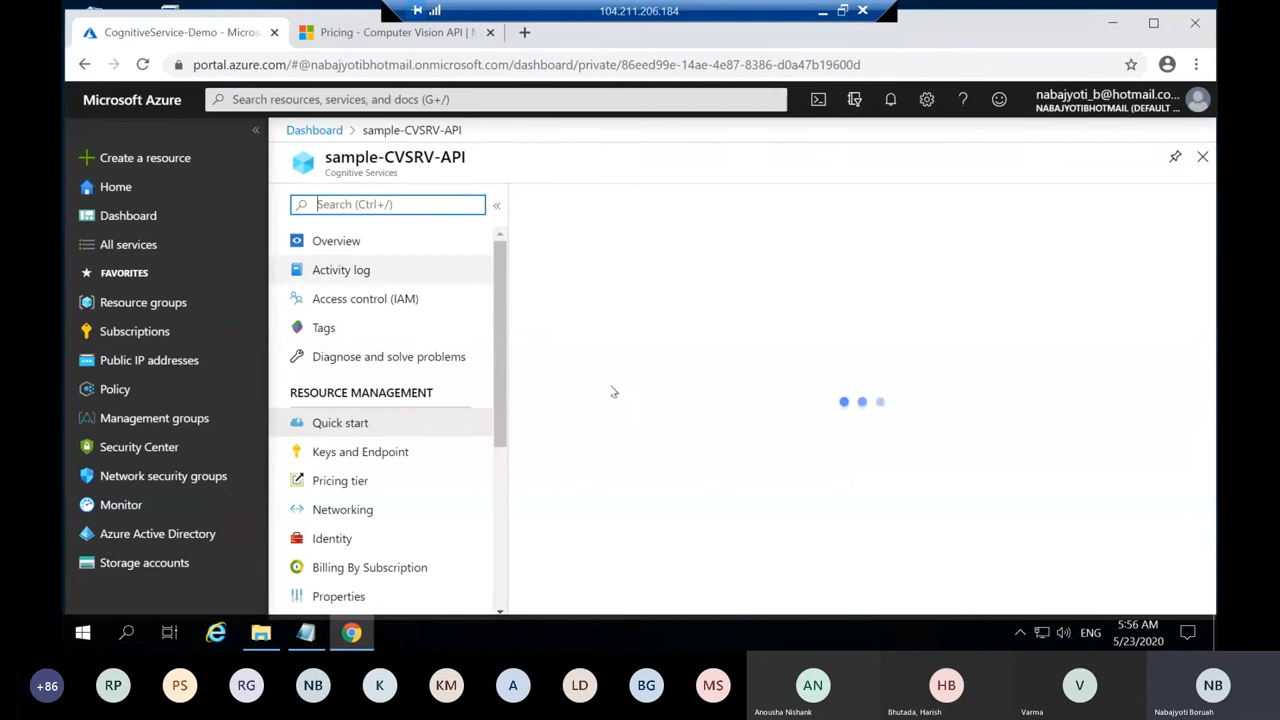 104.211.206.184
CognitiveService-Demo - Micros
Pricing - Computer Vision API |
portal.azure.com/#@nabajyotibhotmail.onmicrosoft.com/dashboard/private/86eed99e-14ae-4e87-8386-d0a47b19600d
Microsoft Azure
Search resources, services, and docs (G+/)
nabajyoti_b@hotmail.co...
NABAJYOTIBHOTMAIL (DEFAULT ...
Dashboard > sample-CVSRV-API
sample-CVSRV-API
Cognitive Services
Create a resource
Home
Dashboard
All services
FAVORITES
Resource groups
Subscriptions
Public IP addresses
Policy
Management groups
Security Center
Network security groups
Monitor
Azure Active Directory
Storage accounts
Search (Ctrl+/)
Overview
Activity log
Access control (IAM)
Tags
Diagnose and solve problems
RESOURCE MANAGEMENT
Quick start
Keys and Endpoint
Pricing tier
Networking
Identity
Billing By Subscription
Properties
ENG
5:56 AM
5/23/2020
+86
RP
PS
RG
NB
K
KM
A
LD
BG
MS
AN
Anousha Nishank
HB
Bhutada, Harish
V
Varma
NB
Nabajyoti Boruah